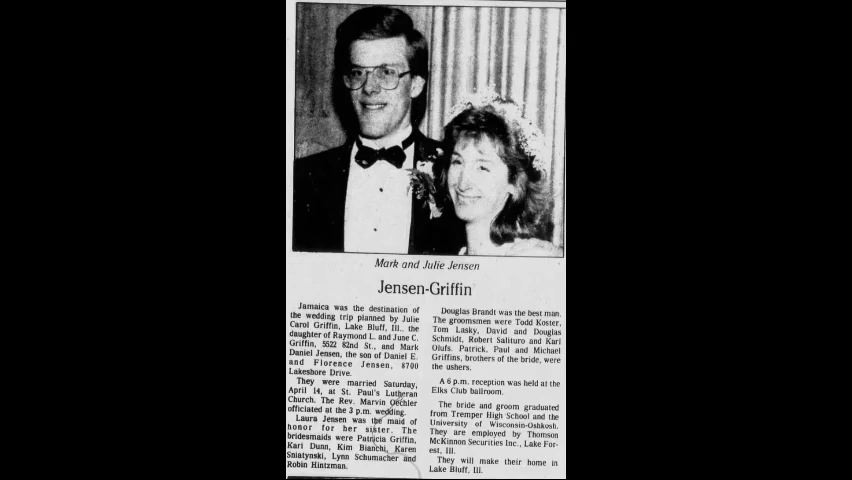 Mark and Julie Jensen
Jensen-Griffin
Jamaica was the destination of
the wedding trip planned by Julie
Carol Griffin, Lake Bluff, Ill., the
daughter of Raymond L. and June C.
Griffin, 5522 82nd St., and Mark
Daniel Jensen, the son of Daniel E.
and Florence Jensen, 8700
Lakeshore Drive.
They were married Saturday,
April 14, at St. Paul's Lutheran
Church. The Rev. Marvin Oechler
officiated at the 3 p.m. wedding.
Laura Jensen was the maid of
honor for her sister. The
bridesmaids were Patricia Griffin,
Kari Dunn, Kim Bianchi, Karen
Sniatynski, Lynn Schumacher and
Robin Hintzman.
Douglas Brandt was the best man.
The groomsmen were Todd Koster,
Tom Lasky, David and Douglas
Schmidt, Robert Salituro and Karl
Olufs. Patrick, Paul and Michael
Griffins, brothers of the bride, were
the ushers.
A 6 p.m. reception was held at the
Elks Club ballroom.
The bride and groom graduated
from Tremper High School and the
University of Wisconsin-Oshkosh.
They are employed by Thomson
McKinnon Securities Inc., Lake For-
est, Ill.
They will make their home in
Lake Bluff, Ill.